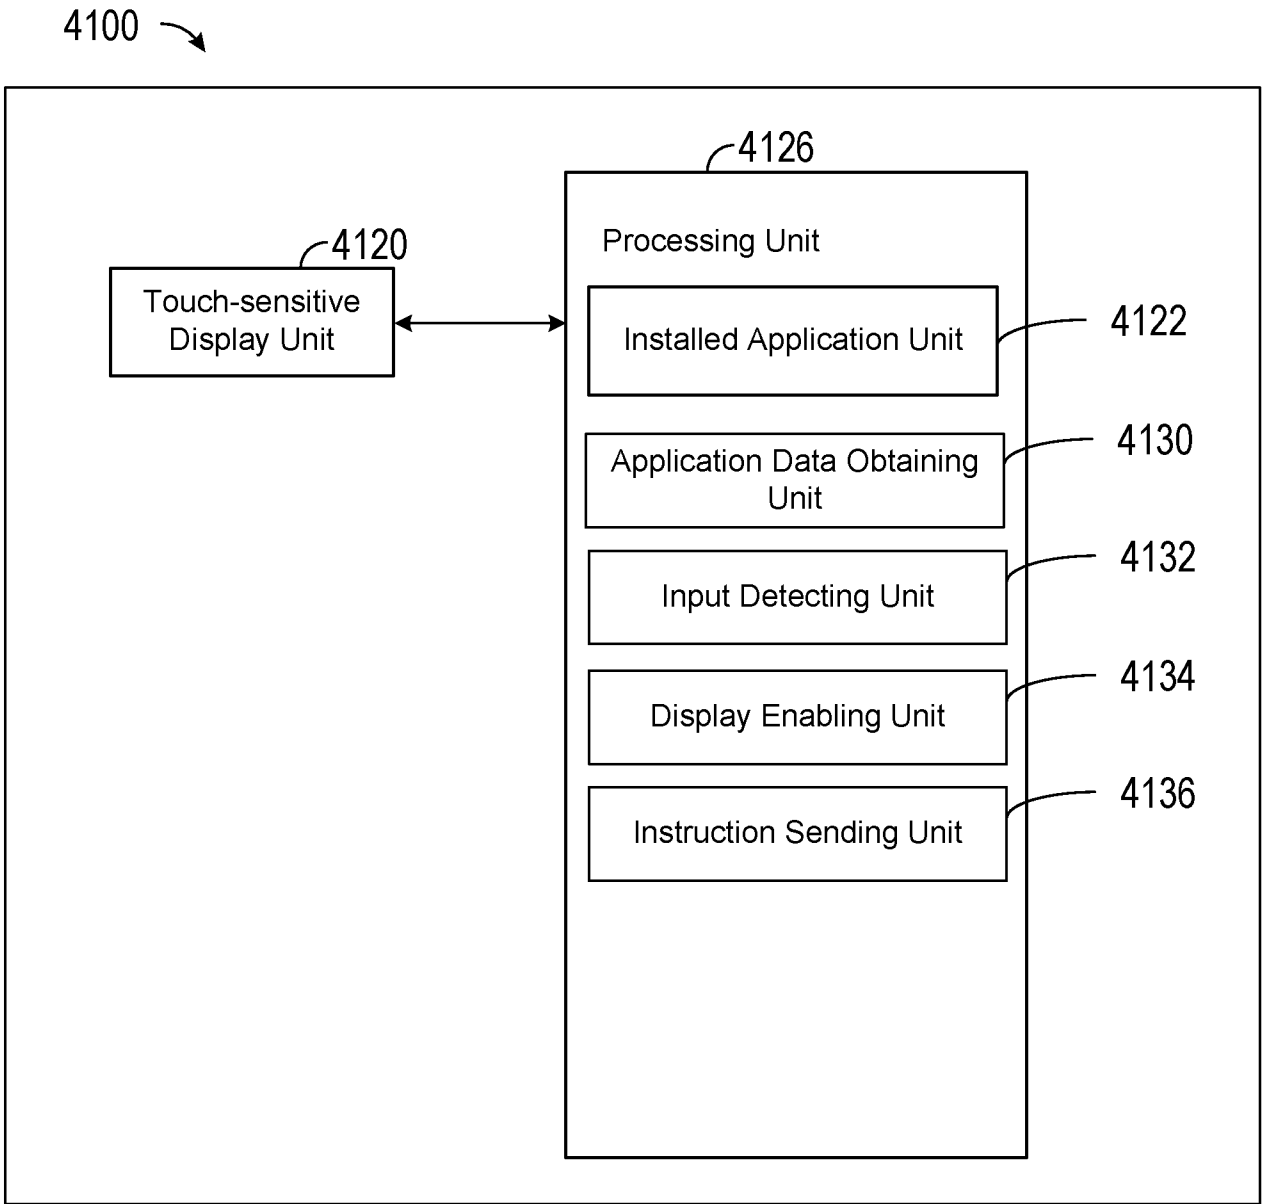 4100
4126
Processing Unit
4120
Touch-sensitive
Display Unit
Installed Application Unit
4122
Application Data Obtaining
Unit
4130
Input Detecting Unit
4132
Display Enabling Unit
4134
Instruction Sending Unit
4136